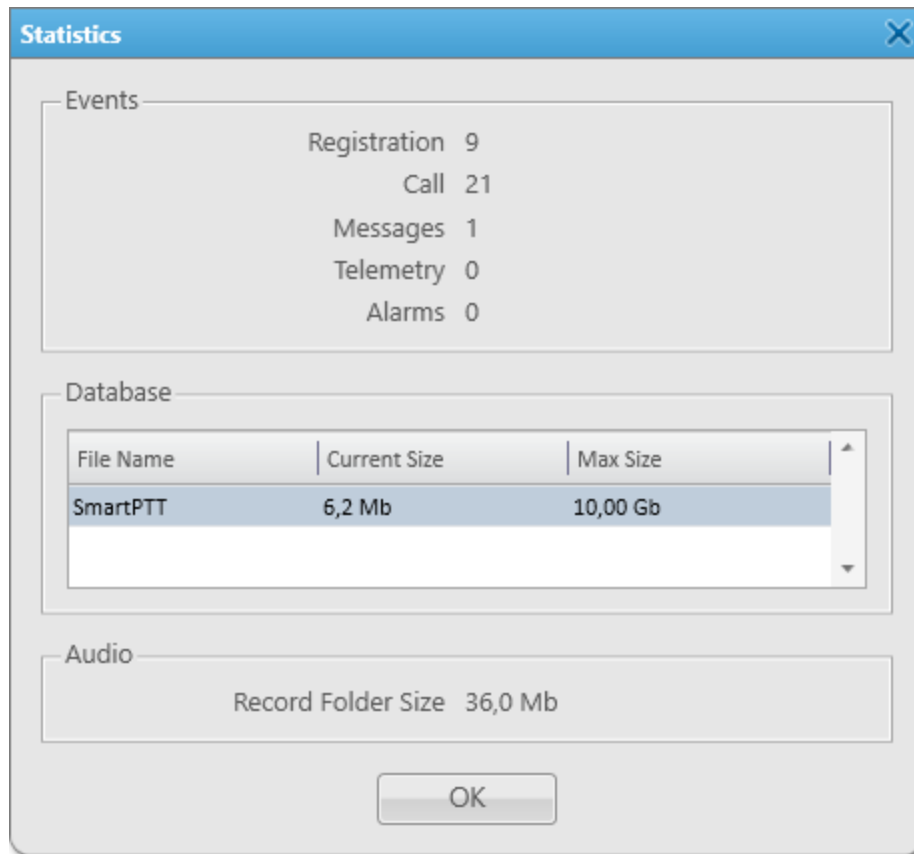 Statistics
Events
Registration 9
Call 21
Messages 1
Telemetry 0
Alarms 0
Database
File Name Current Size Max Size
SmartPTT 6,2 Mb 10,00 Gb
Audio
Record Folder Size 36,0 Mb
OK